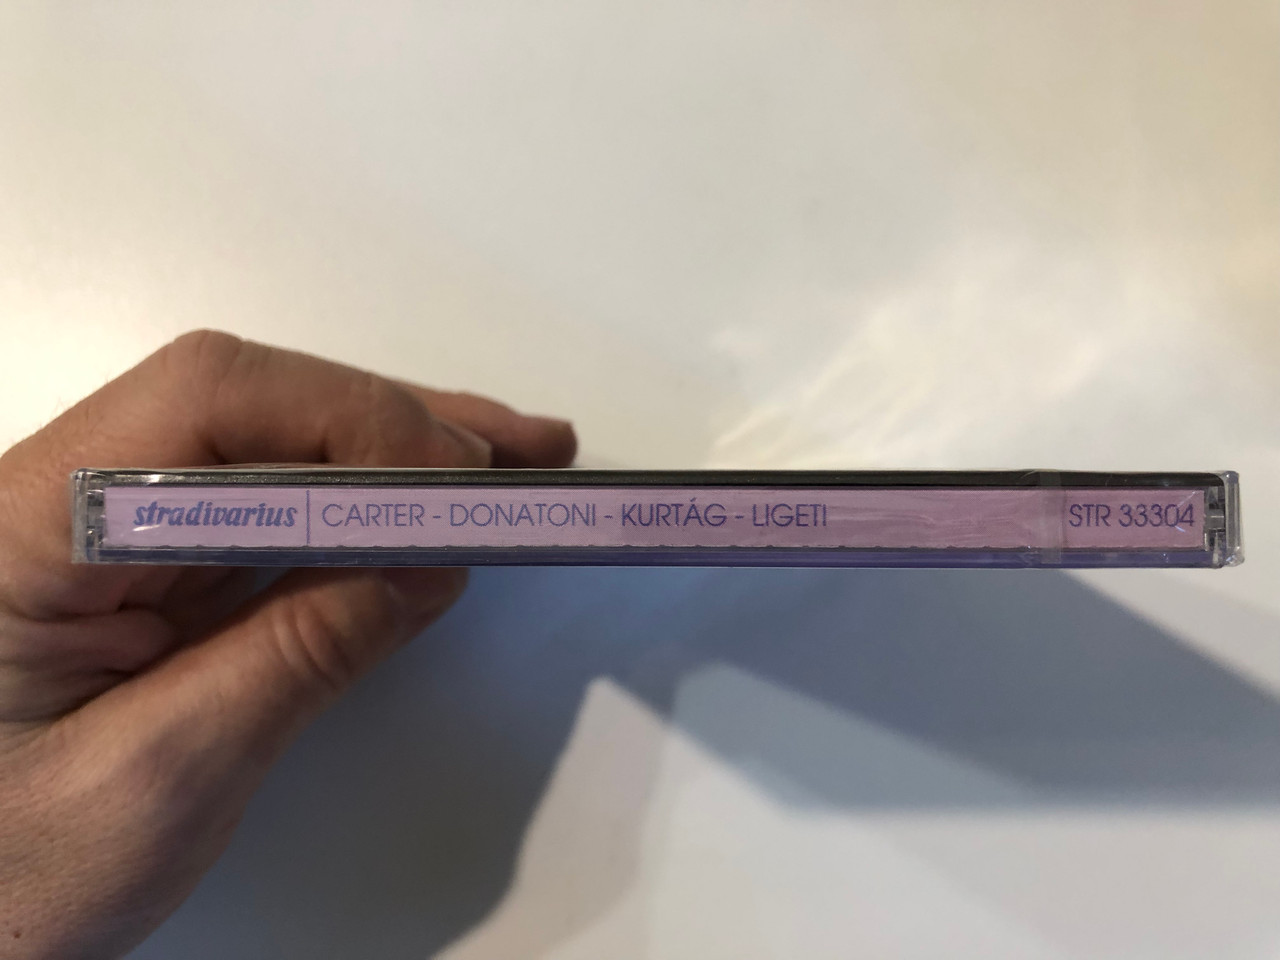 stradivarius CARTER - DONATONI - KURTÁG - LIGETI STR 33304